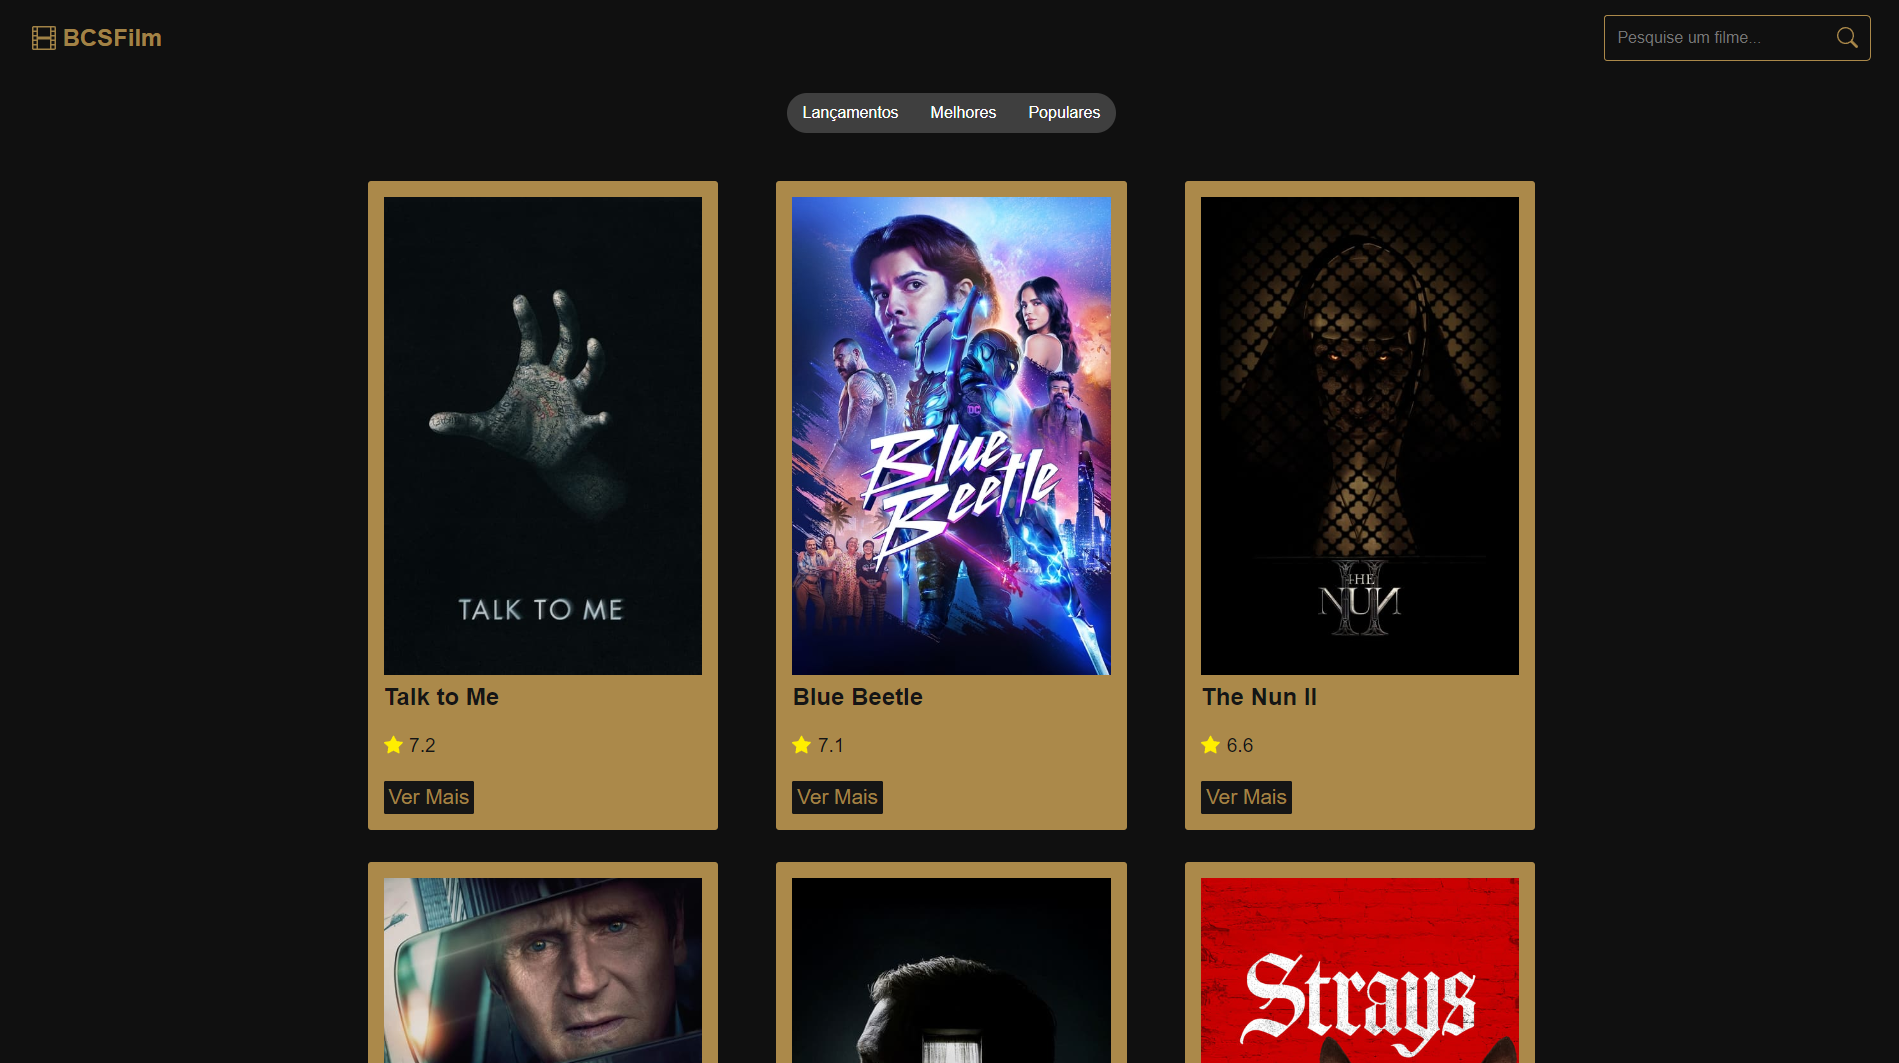 BCSFilm
Pesquise um filme...
Lançamentos
Melhores
Populares
TALK TO ME
DC
Blue
Beetle
THE
NUN
II
Talk to Me
Blue Beetle
The Nun II
7.2
7.1
6.6
Ver Mais
Ver Mais
Ver Mais
Strays